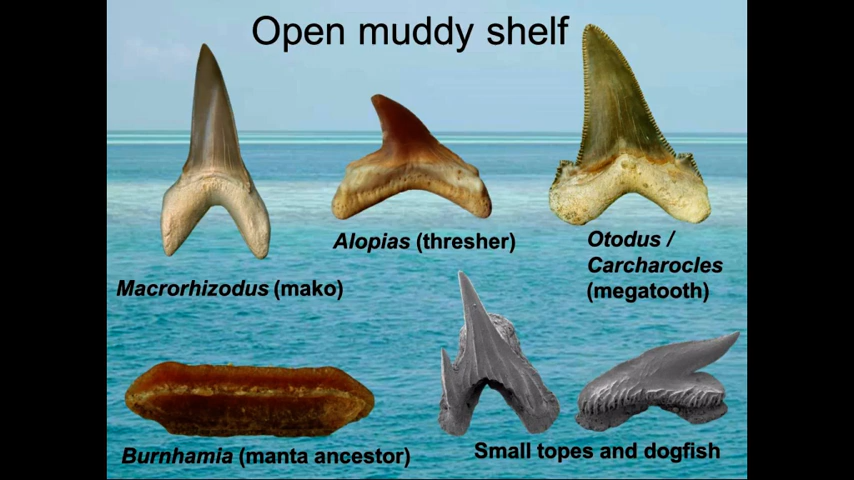 Open muddy shelf
Alopias (thresher)
Otodus /
Carcharocles
(megatooth)
Macrorhizodus (mako)
Burnhamia (manta ancestor)
Small topes and dogfish